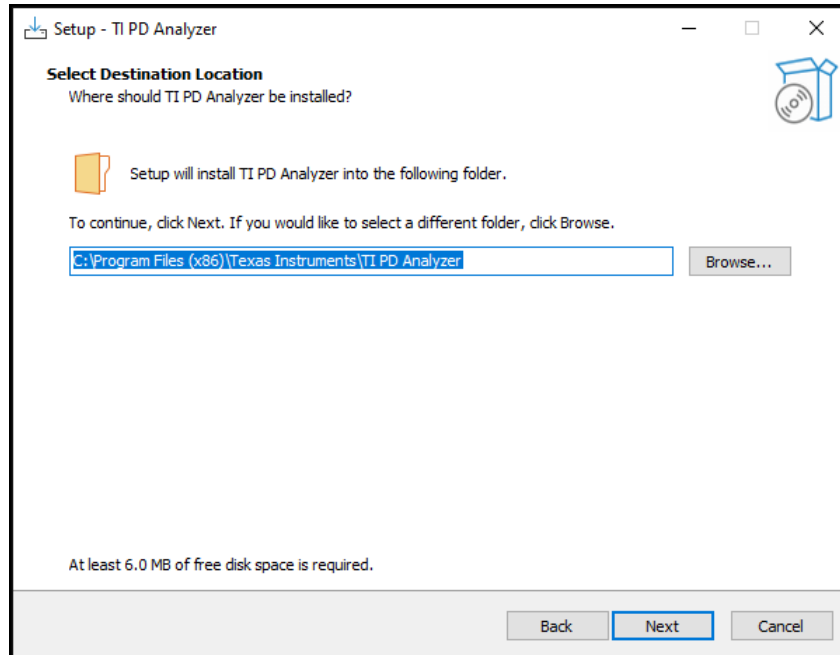 Setup - TI PD Analyzer
Select Destination Location
Where should TI PD Analyzer be installed?
Setup will install TI PD Analyzer into the following folder.
To continue, click Next. If you would like to select a different folder, click Browse.
C:\Program Files (x86)\Texas Instruments\TI PD Analyzer
Browse...
At least 6.0 MB of free disk space is required.
Back
Next
Cancel